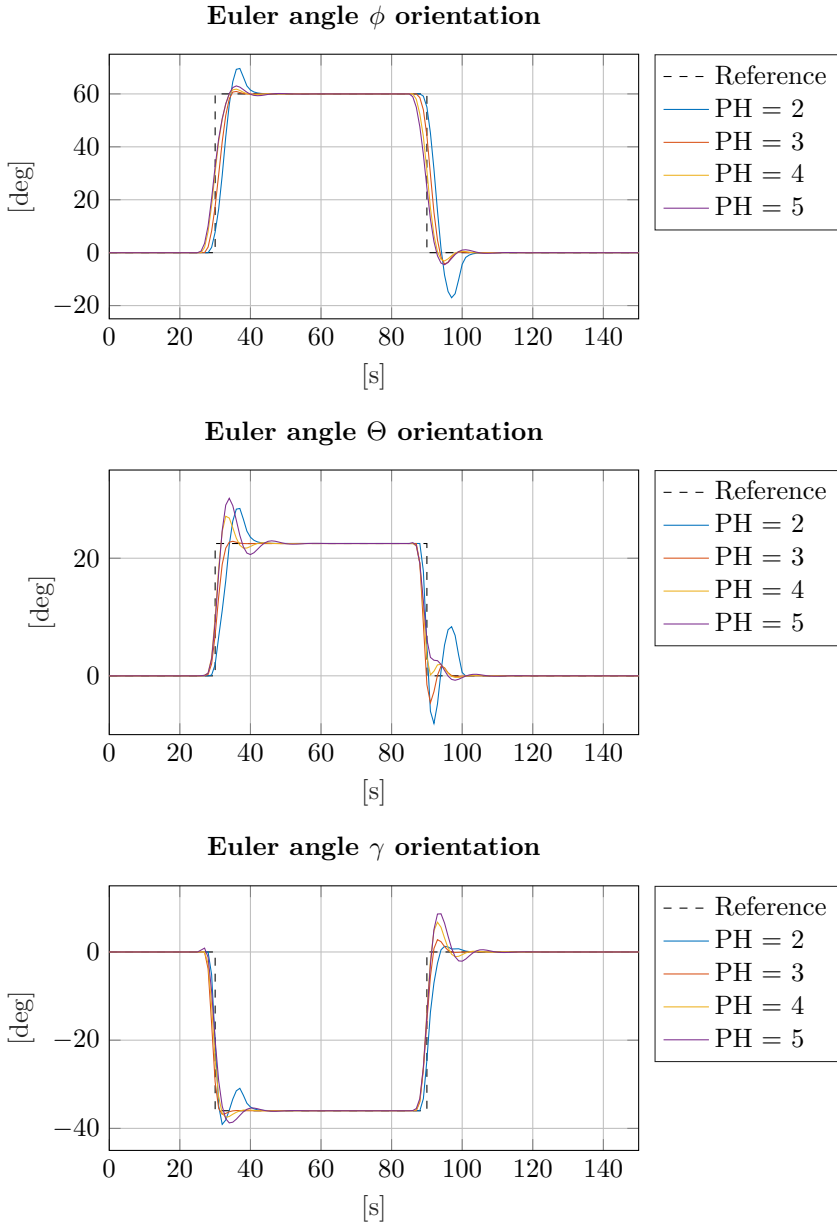 Euler angle ϕ orientation
[deg]
60
40
20
0
−20
0 20 40 60 80 100 120 140
[s]
Reference
PH = 2
PH = 3
PH = 4
PH = 5
Euler angle Θ orientation
[deg]
20
0
0 20 40 60 80 100 120 140
[s]
Reference
PH = 2
PH = 3
PH = 4
PH = 5
Euler angle γ orientation
[deg]
0
−20
−40
0 20 40 60 80 100 120 140
[s]
Reference
PH = 2
PH = 3
PH = 4
PH = 5